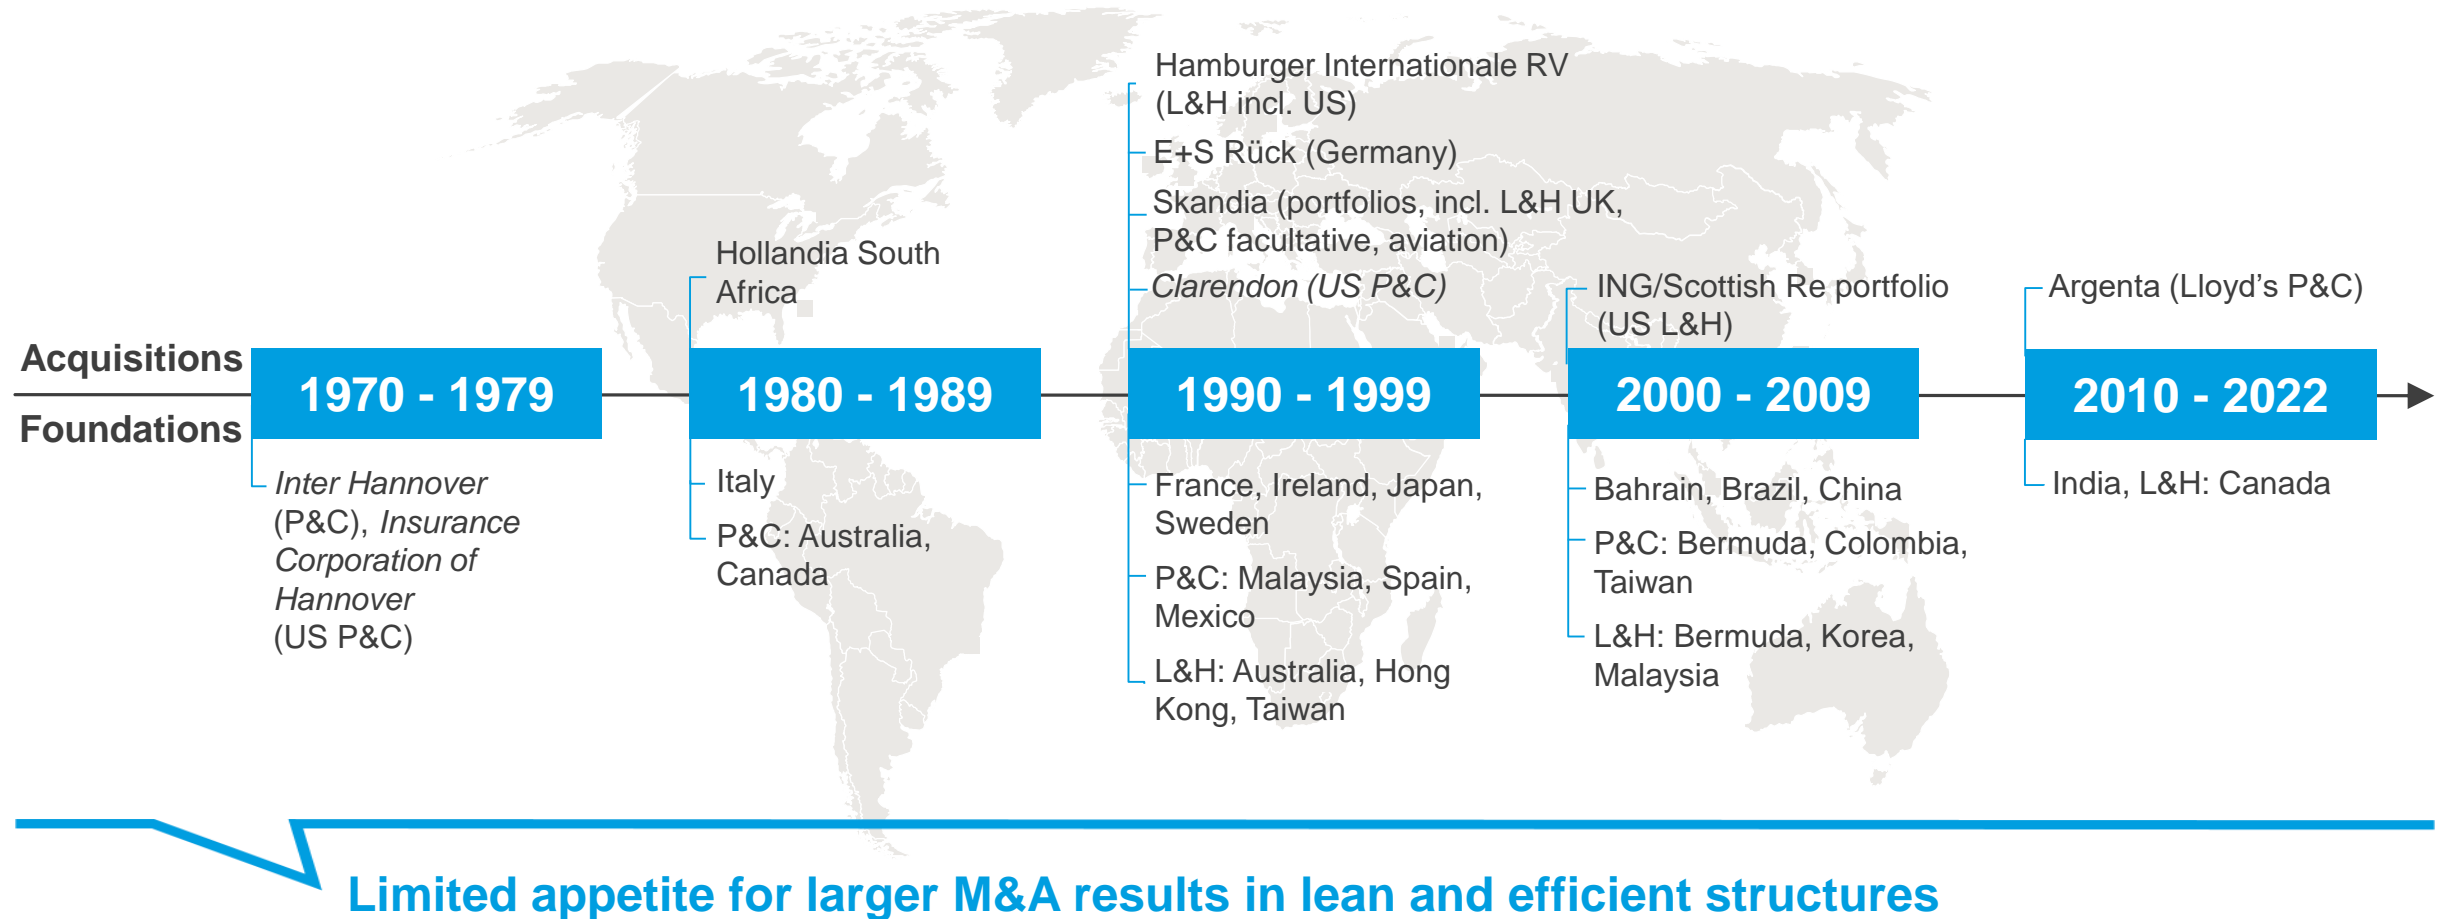 Acquisitions
Foundations
1970 - 1979
Inter Hannover
(P&C), Insurance
Corporation of
Hannover
(US P&C)
Hollandia South
Africa
1980 - 1989
Italy
P&C: Australia,
Canada
Hamburger Internationale RV
(L&H incl. US)
E+S Rück (Germany)
Skandia (portfolios, incl. L&H UK,
P&C facultative, aviation)
Clarendon (US P&C)
1990 - 1999
France, Ireland, Japan,
Sweden
P&C: Malaysia, Spain,
Mexico
L&H: Australia, Hong
Kong, Taiwan
ING/Scottish Re portfolio
(US L&H)
2000 - 2009
Bahrain, Brazil, China
P&C: Bermuda, Colombia,
Taiwan
L&H: Bermuda, Korea,
Malaysia
Argenta (Lloyd’s P&C)
2010 - 2022
India, L&H: Canada
Limited appetite for larger M&A results in lean and efficient structures